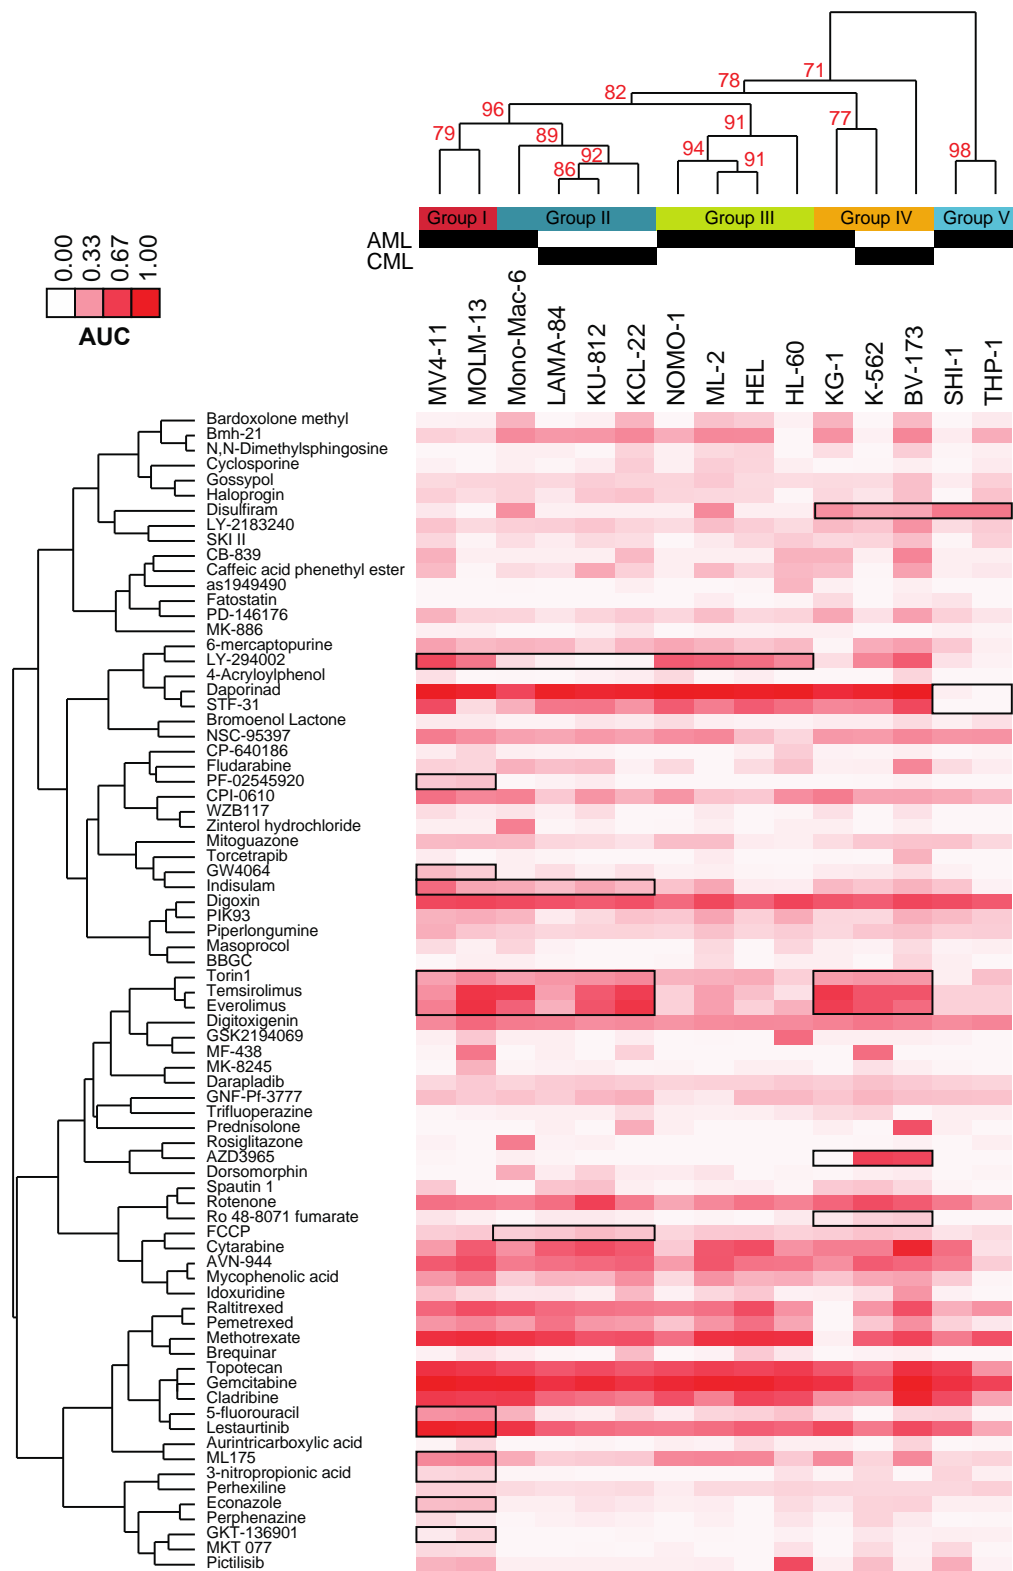 71
78
82
96
77
91
79
89
94
91
98
92
86
Group I
Group II
Group III
Group IV
Group V
AML
CML
0.00
0.33
0.67
1.00
AUC
MV4-11
MOLM-13
Mono-Mac-6
LAMA-84
KU-812
KCL-22
NOMO-1
ML-2
HEL
HL-60
KG-1
K-562
BV-173
SHI-1
THP-1
Bardoxolone methyl
Bmh-21
N,N-Dimethylsphingosine
Cyclosporine
Gossypol
Haloprogin
Disulfiram
LY-2183240
SKI II
CB-839
Caffeic acid phenethyl ester
as1949490
Fatostatin
PD-146176
MK-886
6-mercaptopurine
LY-294002
4-Acryloylphenol
Daporinad
STF-31
Bromoenol Lactone
NSC-95397
CP-640186
Fludarabine
PF-02545920
CPI-0610
WZB117
Zinterol hydrochloride
Mitoguazone
Torcetrapib
GW4064
Indisulam
Digoxin
PIK93
Piperlongumine
Masoprocol
BBGC
Torin1
Temsirolimus
Everolimus
Digitoxigenin
GSK2194069
MF-438
MK-8245
Darapladib
GNF-Pf-3777
Trifluoperazine
Prednisolone
Rosiglitazone
AZD3965
Dorsomorphin
Spautin 1
Rotenone
Ro 48-8071 fumarate
FCCP
Cytarabine
AVN-944
Mycophenolic acid
Idoxuridine
Raltitrexed
Pemetrexed
Methotrexate
Brequinar
Topotecan
Gemcitabine
Cladribine
5-fluorouracil
Lestaurtinib
Aurintricarboxylic acid
ML175
3-nitropropionic acid
Perhexiline
Econazole
Perphenazine
GKT-136901
MKT 077
Pictilisib